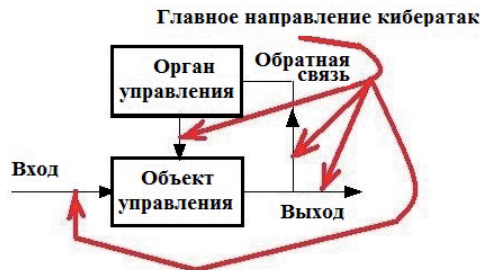 Главное направление кибератак
Орган
управления
Обратная
связь
Вход
Объект
управления
Выход